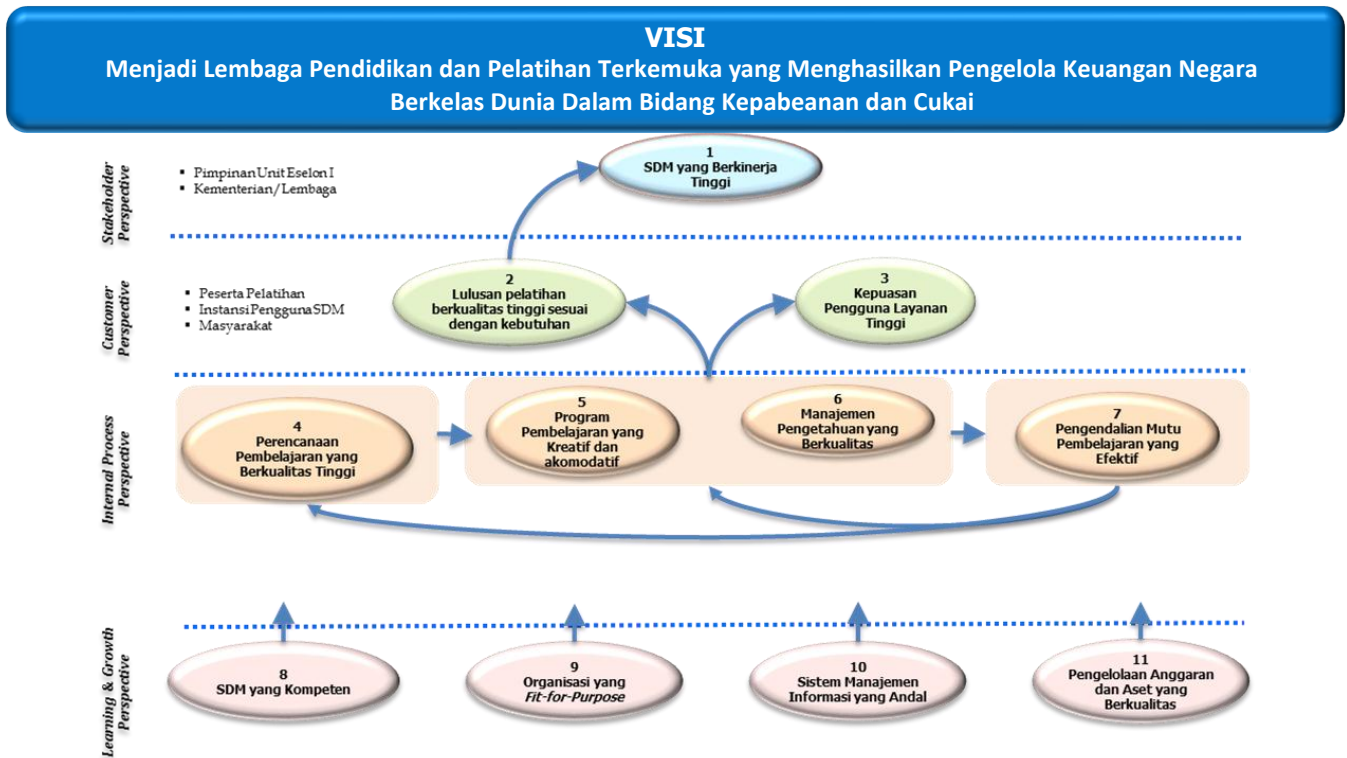 VISI
Menjadi Lembaga Pendidikan dan Pelatihan Terkemuka yang Menghasilkan Pengelola Keuangan Negara
Berkelas Dunia Dalam Bidang Kepabeanan dan Cukai
Stakeholder
Perspective
▪ Pimpinan Unit Eselon I
▪ Kementerian/Lembaga
1
SDM yang Berkinerja
Tinggi
Customer
Perspective
▪ Peserta Pelatihan
▪ Instansi Pengguna SDM
▪ Masyarakat
2
Lulusan pelatihan
berkualitas tinggi sesuai
dengan kebutuhan
3
Kepuasan
Pengguna Layanan
Tinggi
Internal Process
Perspective
4
Perencanaan
Pembelajaran yang
Berkualitas Tinggi
5
Program
Pembelajaran yang
Kreatif dan
akomodatif
6
Manajemen
Pengetahuan yang
Berkualitas
7
Pengendalian Mutu
Pembelajaran yang
Efektif
Learning & Growth
Perspective
8
SDM yang Kompeten
9
Organisasi yang
Fit-for-Purpose
10
Sistem Manajemen
Informasi yang Andal
11
Pengelolaan Anggaran
dan Aset yang
Berkualitas